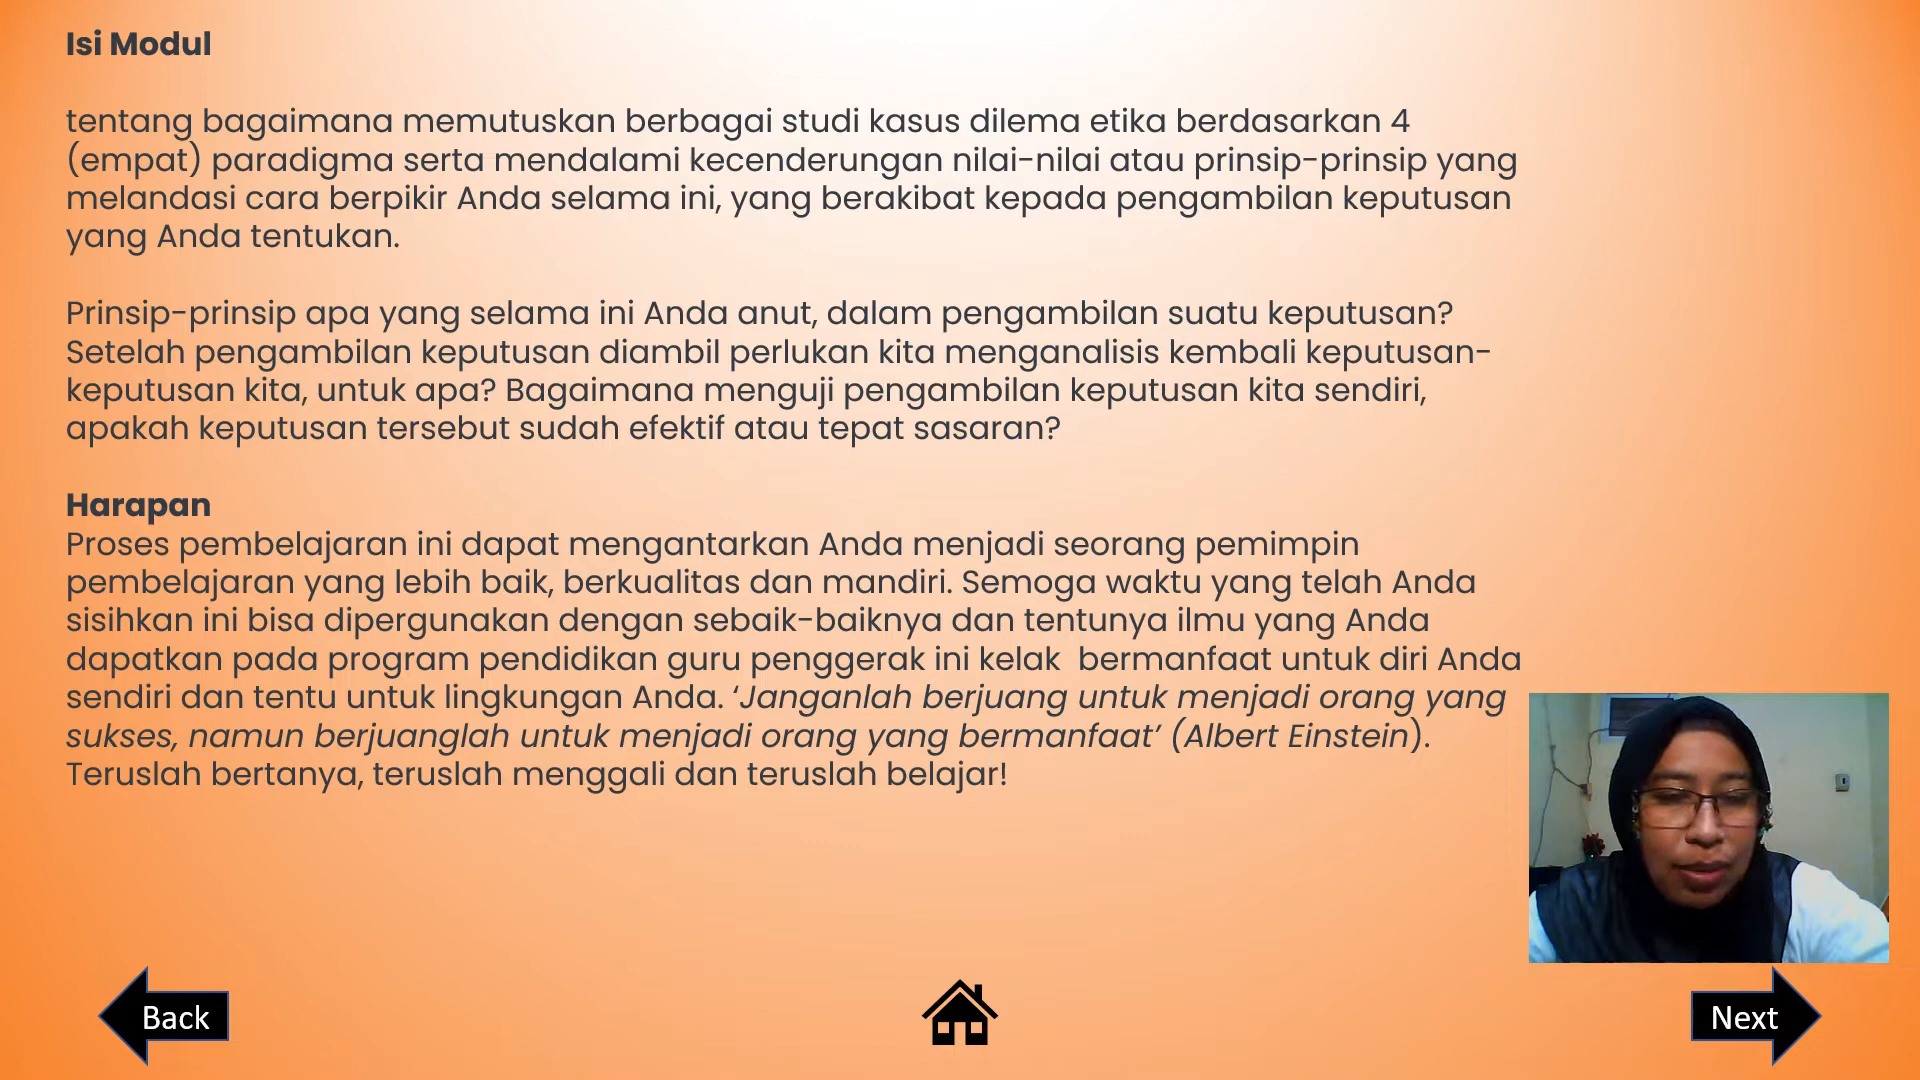 Isi Modul
tentang bagaimana memutuskan berbagai studi kasus dilema etika berdasarkan 4
(empat) paradigma serta mendalami kecenderungan nilai-nilai atau prinsip-prinsip yang
melandasi cara berpikir Anda selama ini, yang berakibat kepada pengambilan keputusan
yang Anda tentukan.
Prinsip-prinsip apa yang selama ini Anda anut, dalam pengambilan suatu keputusan?
Setelah pengambilan keputusan diambil perlukan kita menganalisis kembali keputusan-
keputusan kita, untuk apa? Bagaimana menguji pengambilan keputusan kita sendiri,
apakah keputusan tersebut sudah efektif atau tepat sasaran?
Harapan
Proses pembelajaran ini dapat mengantarkan Anda menjadi seorang pemimpin
pembelajaran yang lebih baik, berkualitas dan mandiri. Semoga waktu yang telah Anda
sisihkan ini bisa dipergunakan dengan sebaik-baiknya dan tentunya ilmu yang Anda
dapatkan pada program pendidikan guru penggerak ini kelak  bermanfaat untuk diri Anda
sendiri dan tentu untuk lingkungan Anda. ‘Janganlah berjuang untuk menjadi orang yang
sukses, namun berjuanglah untuk menjadi orang yang bermanfaat’ (Albert Einstein).
Teruslah bertanya, teruslah menggali dan teruslah belajar!
Back
Next